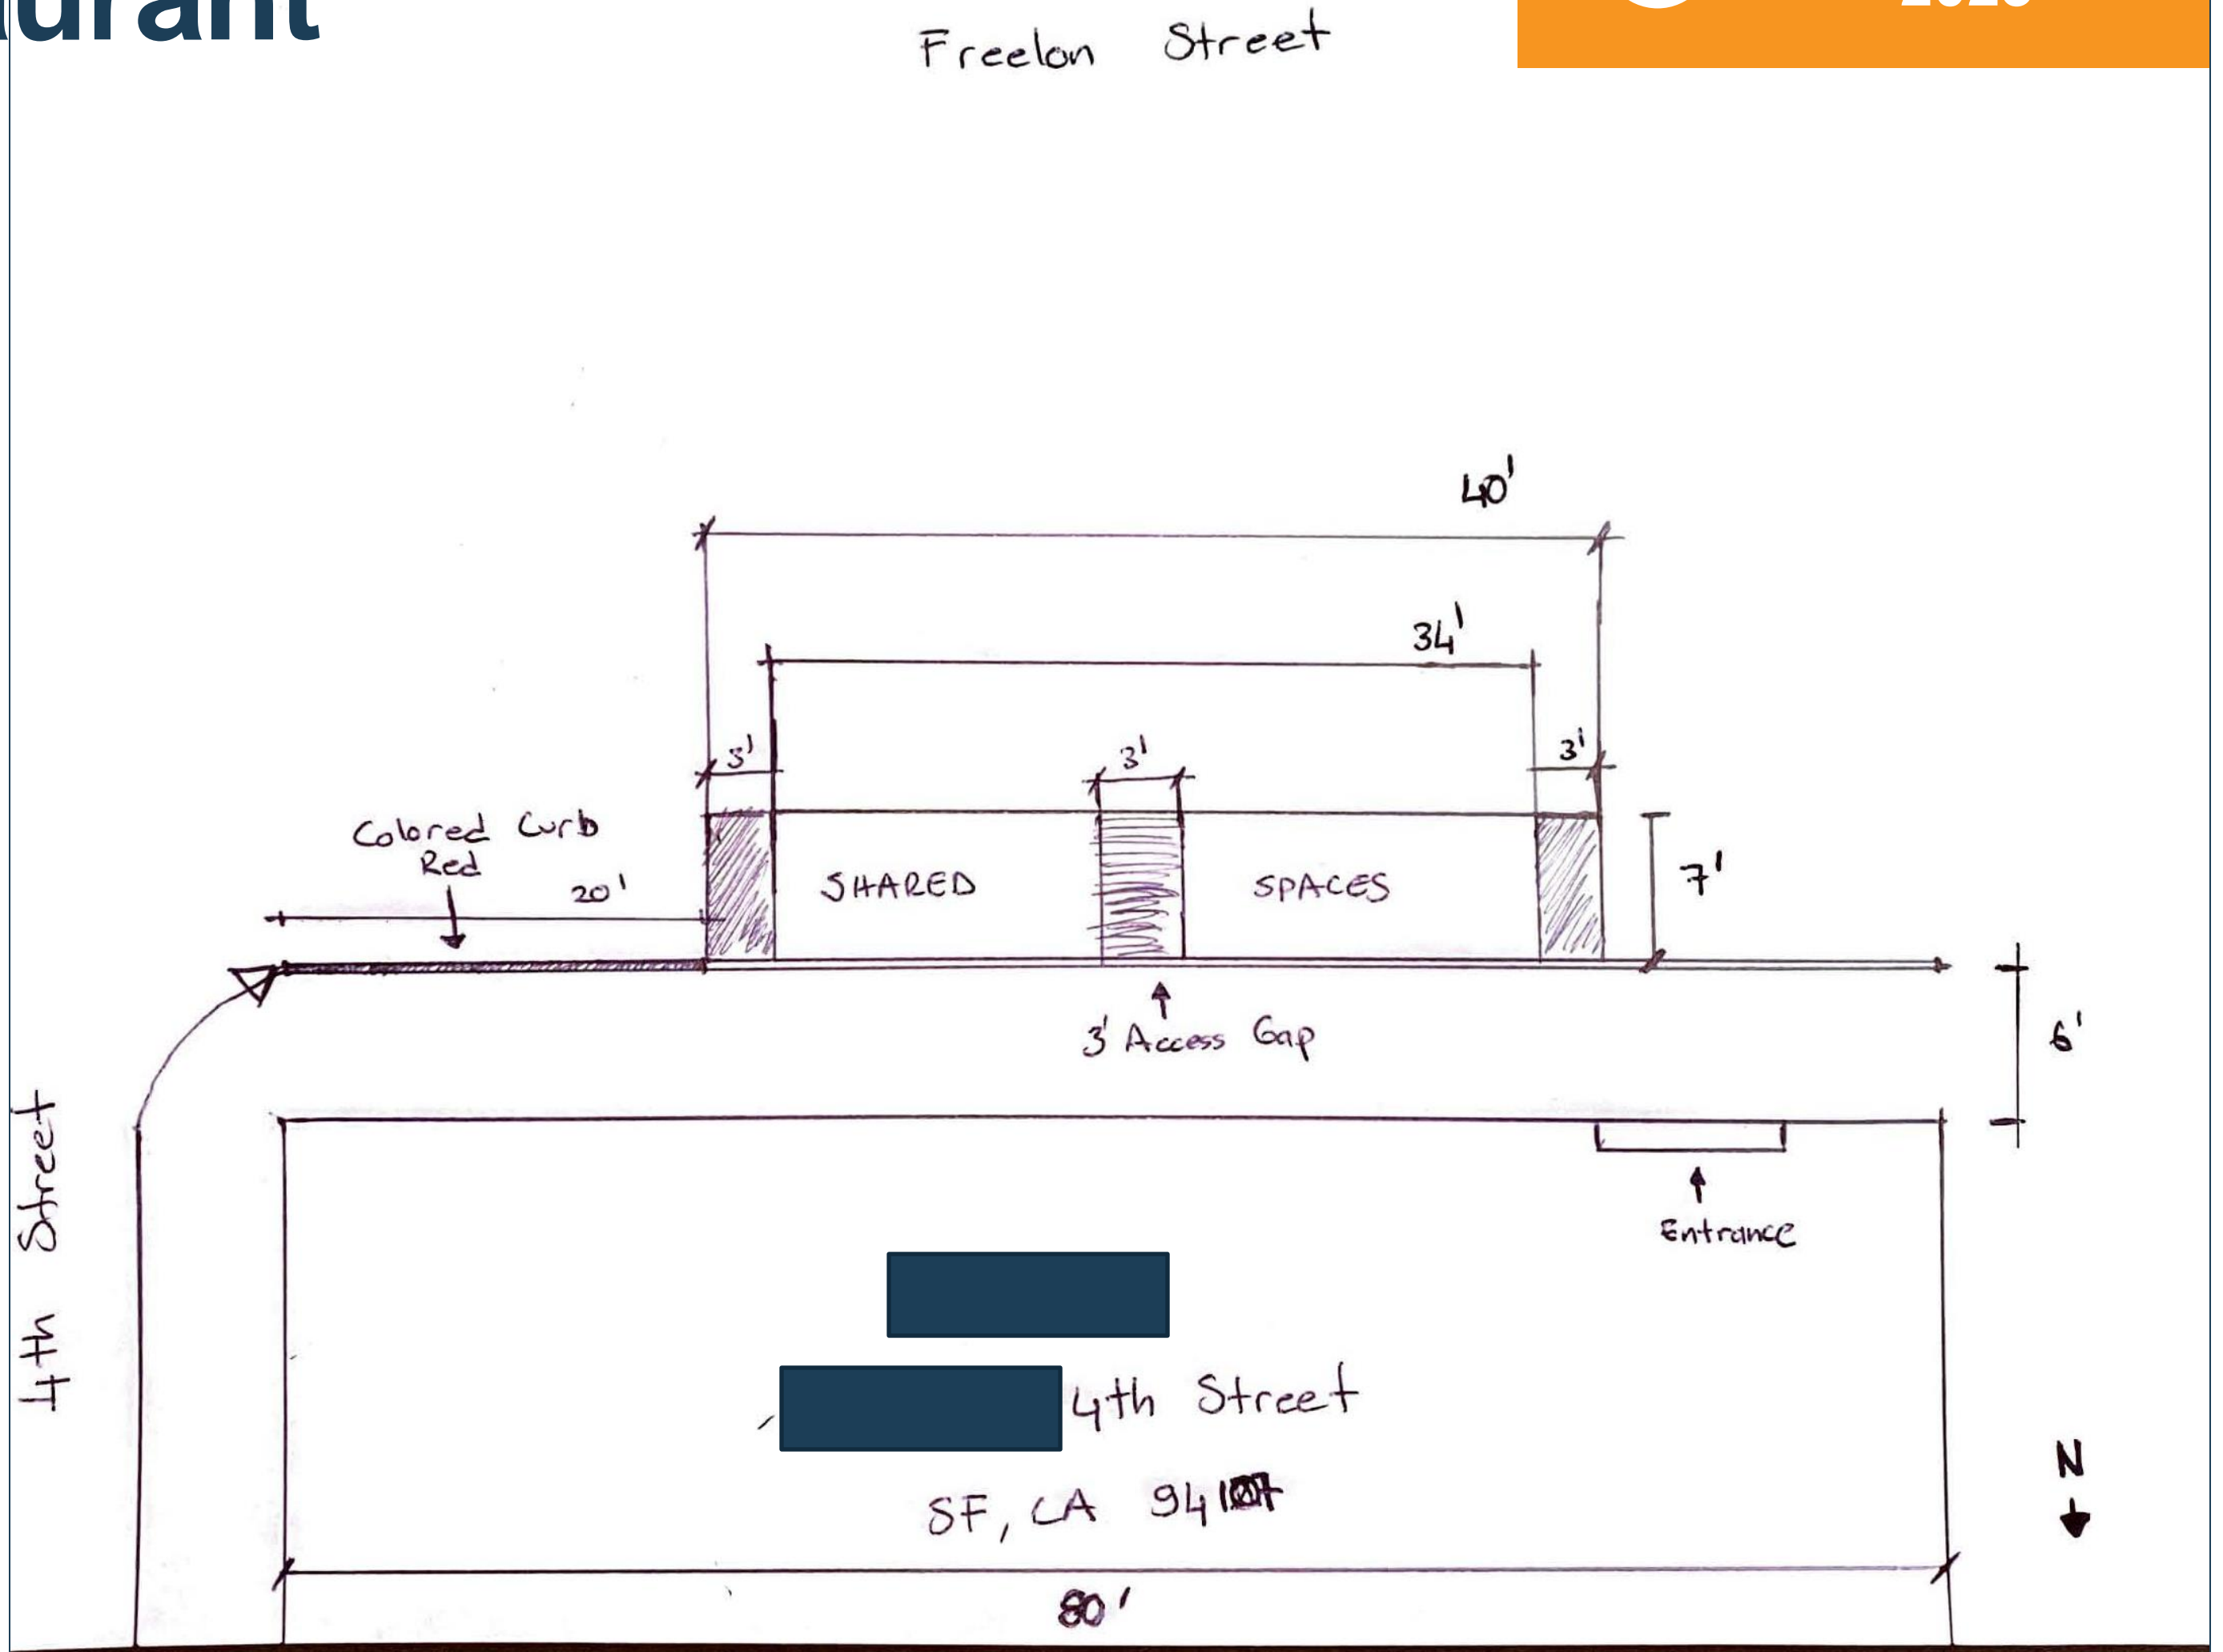 Freelon Street
40'
34'
3' 3' 3'
Colored Curb
Red
20'
SHARED SPACES
7'
3' Access Gap
6'
4th Street
Entrance
4th Street
SF, CA 94107
N
80'